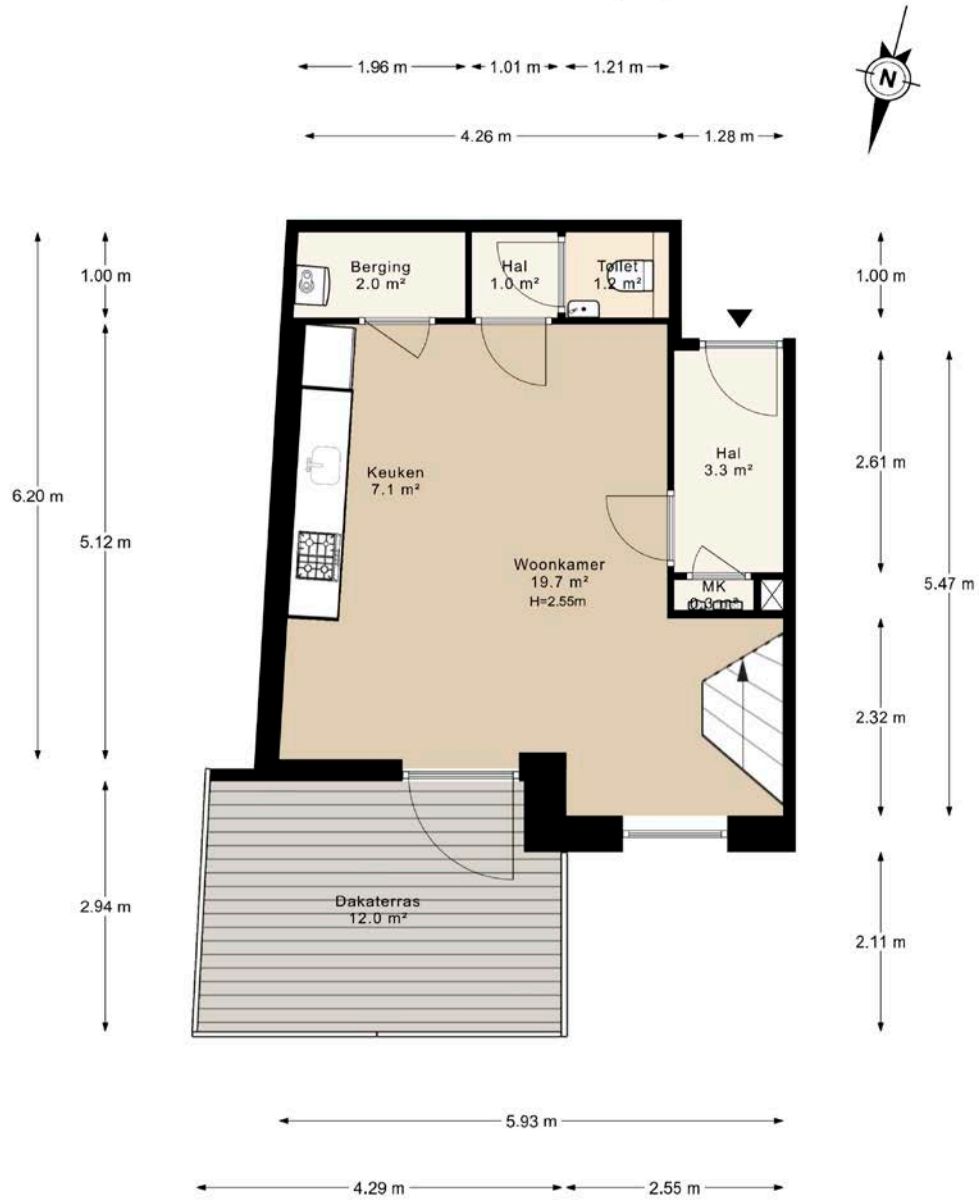 1.96 m
1.01 m
1.21 m
N
4.26 m
1.28 m
1.00 m
1.00 m
Berging
2.0 m²
Hal
1.0 m²
Toilet
1.2 m²
Hal
3.3 m²
2.61 m
Keuken
7.1 m²
6.20 m
5.12 m
Woonkamer
19.7 m²
H=2.55m
MK
0.3 m²
5.47 m
2.32 m
Dakaterras
12.0 m²
2.94 m
2.11 m
5.93 m
4.29 m
2.55 m